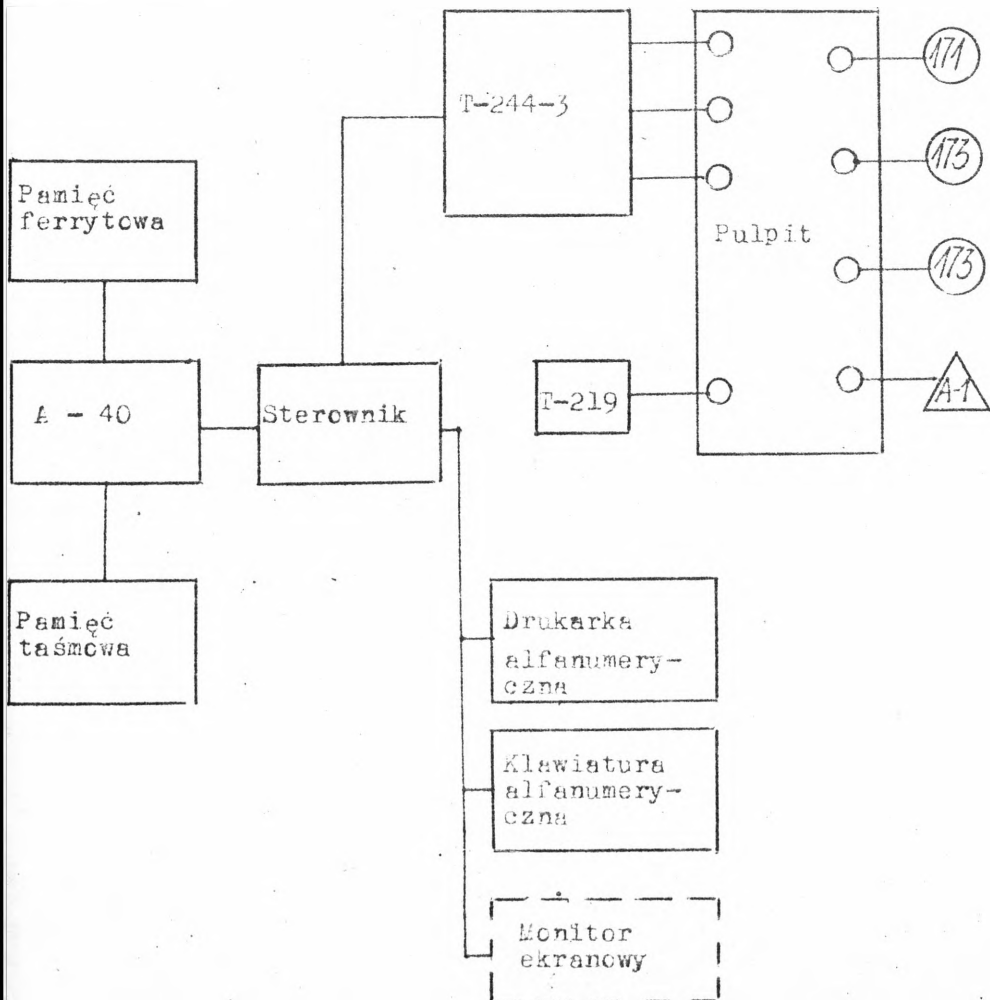 T-244-3
171
173
Pamięć
ferrytowa
Pulpit
173
A - 40
Sterownik
T-219
A-1
Pamięć
taśmowa
Drukarka
alfanumery-
czna
Klawiatura
alfanumery-
czna
Monitor
ekranowy